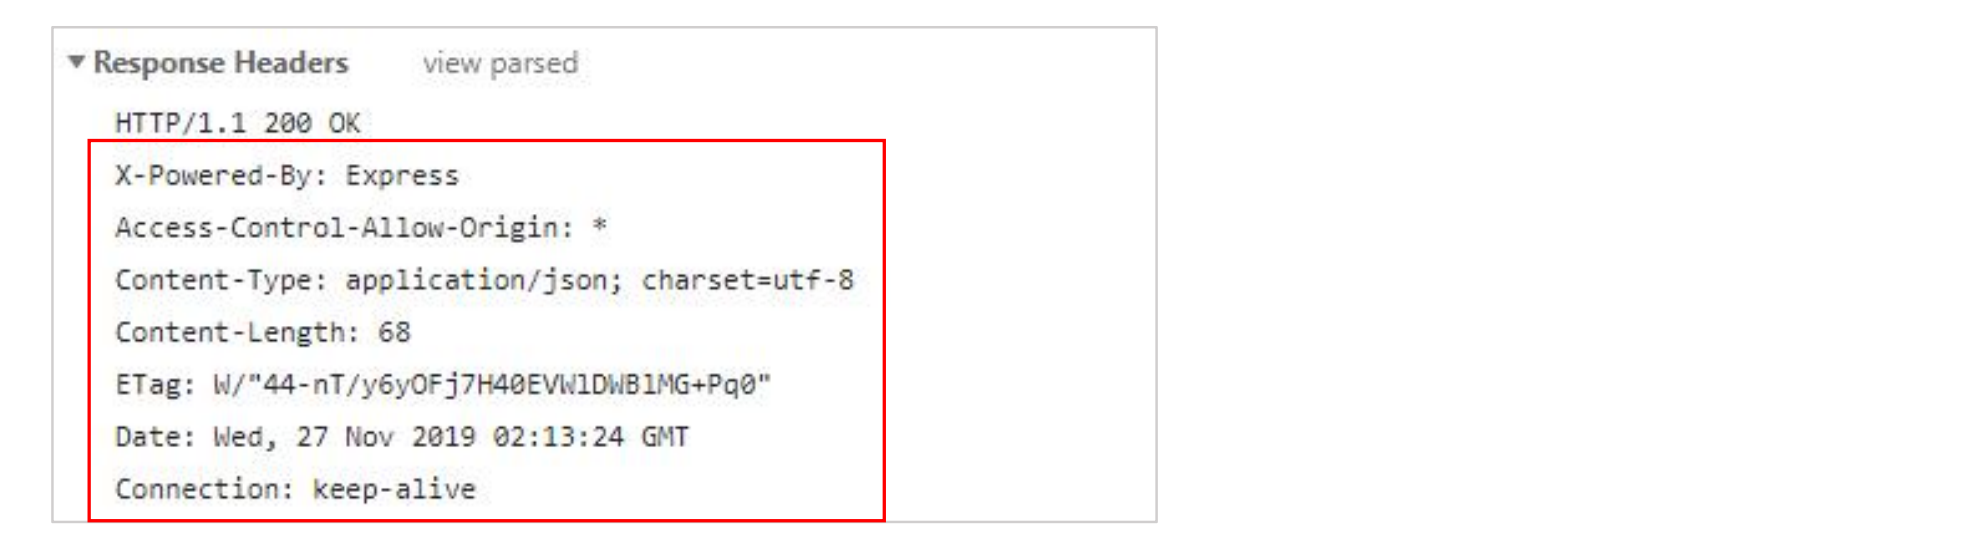 Response Headers view parsed
HTTP/1.1 200 OK
X-Powered-By: Express
Access-Control-Allow-Origin: *
Content-Type: application/json; charset=utf-8
Content-Length: 68
ETag: W/"44-nT/y6yOFj7H40EVWlDWBlMG+Pq0"
Date: Wed, 27 Nov 2019 02:13:24 GMT
Connection: keep-alive